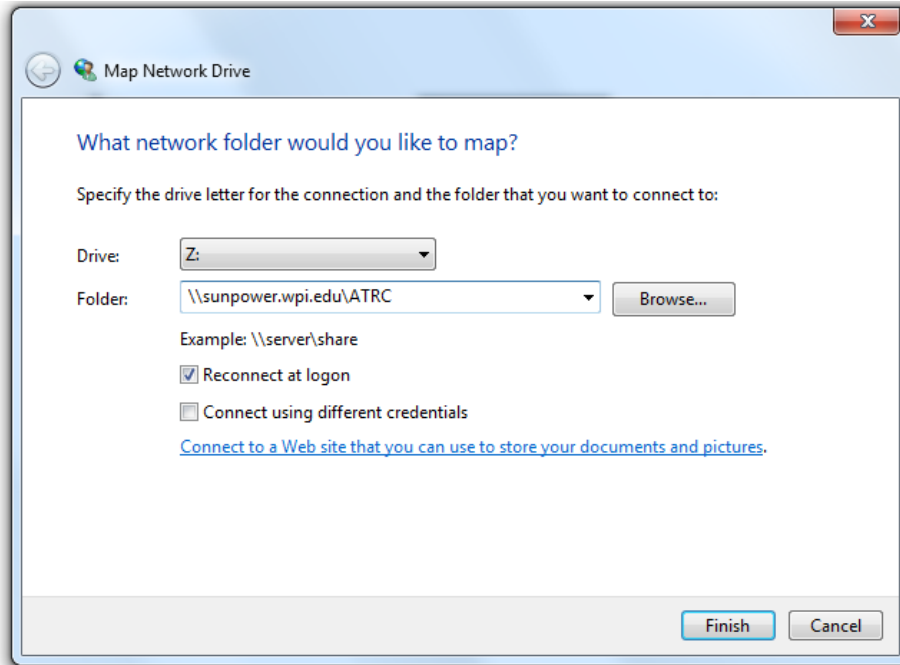 Map Network Drive
What network folder would you like to map?
Specify the drive letter for the connection and the folder that you want to connect to:
Drive: Z:
Folder: \\sunpower.wpi.edu\ATRC Browse...
Example: \\server\share
Reconnect at logon
Connect using different credentials
Connect to a Web site that you can use to store your documents and pictures.
Finish Cancel